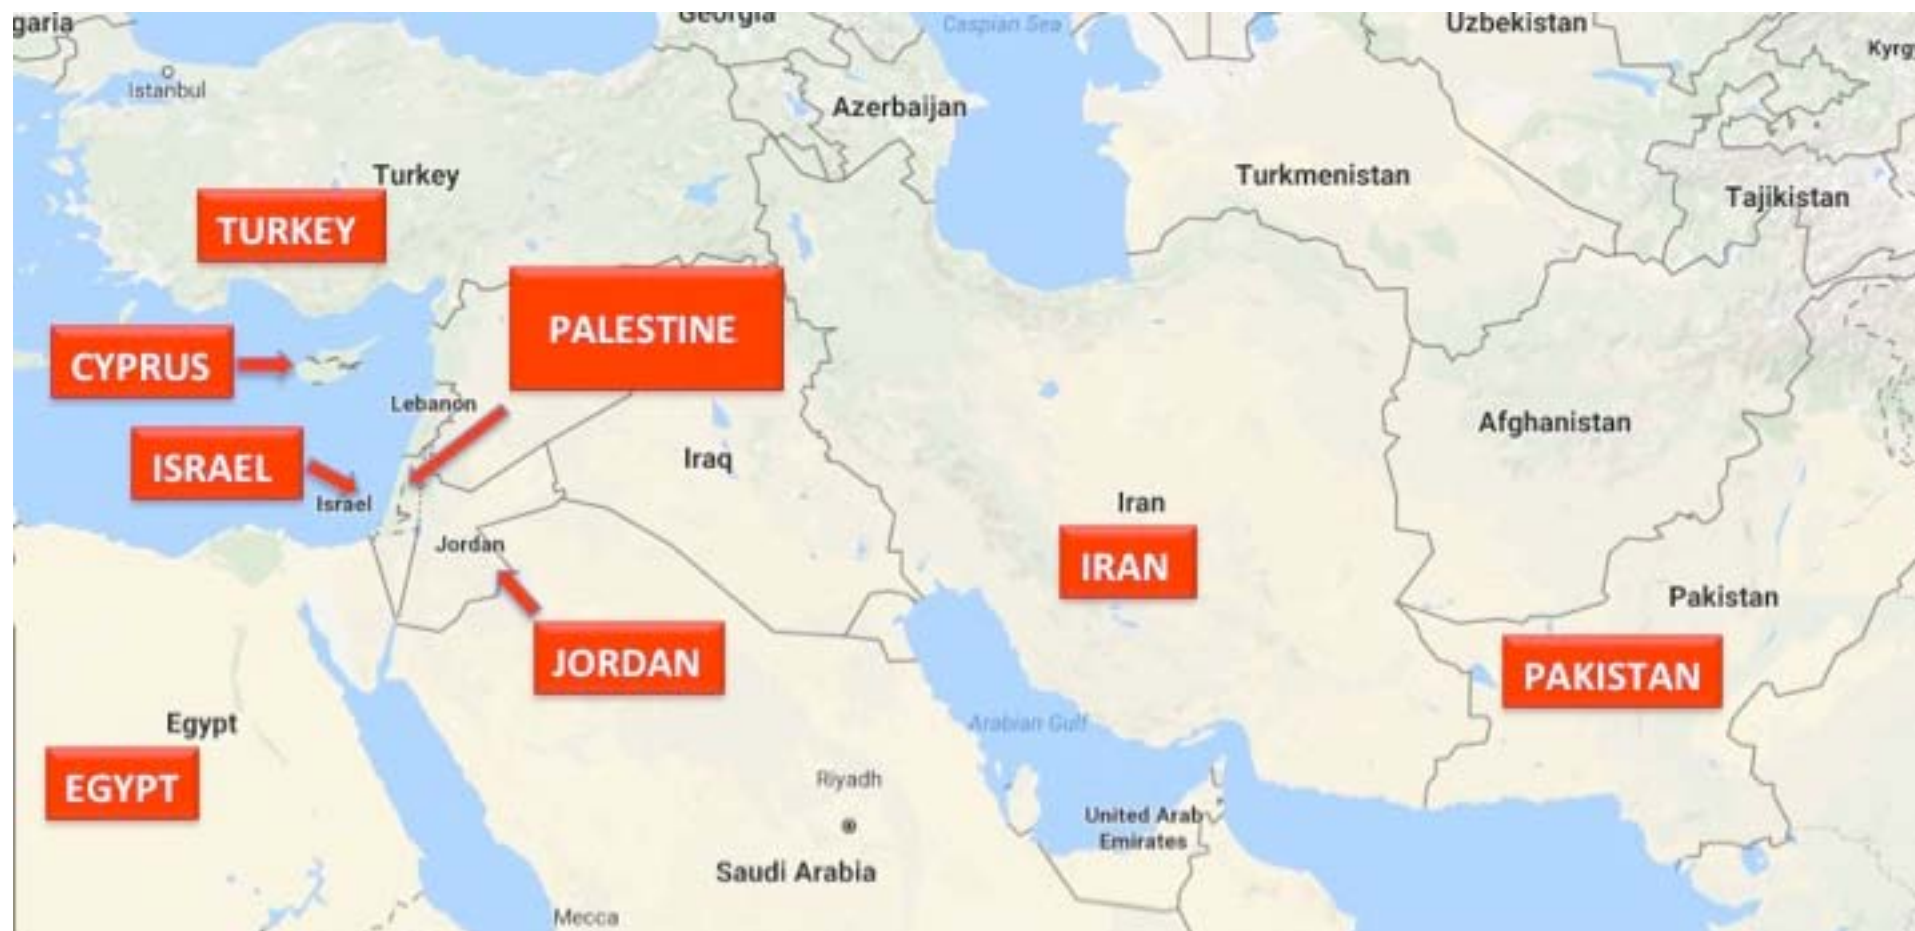 garia
Georgia
Caspian Sea
Uzbekistan
Kyrgy
Istanbul
Azerbaijan
Turkey
Turkmenistan
Tajikistan
TURKEY
PALESTINE
CYPRUS
Lebanon
Afghanistan
ISRAEL
Iraq
Israel
Iran
Jordan
IRAN
Pakistan
JORDAN
PAKISTAN
Egypt
Arabian Gulf
EGYPT
Riyadh
United Arab
Emirates
Saudi Arabia
Mecca